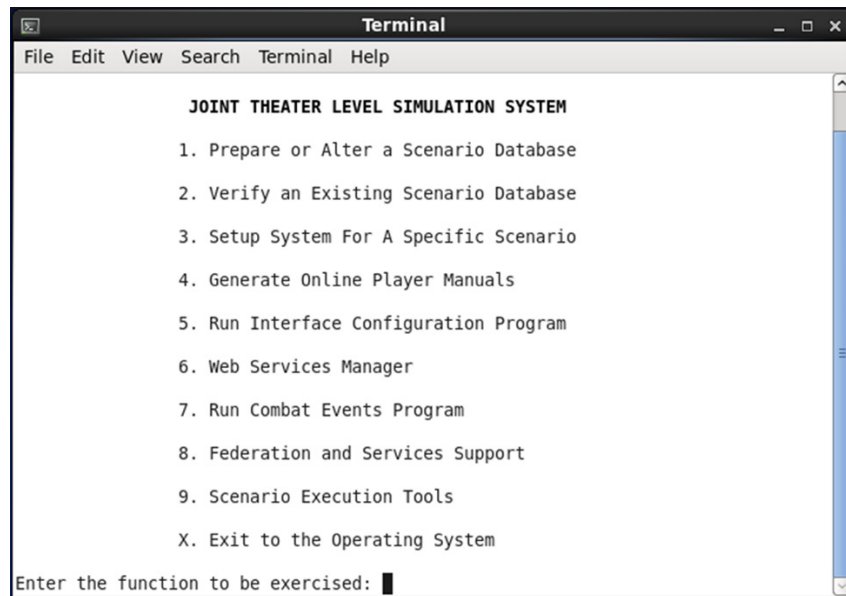 Terminal
File Edit View Search Terminal Help
JOINT THEATER LEVEL SIMULATION SYSTEM
1. Prepare or Alter a Scenario Database
2. Verify an Existing Scenario Database
3. Setup System For A Specific Scenario
4. Generate Online Player Manuals
5. Run Interface Configuration Program
6. Web Services Manager
7. Run Combat Events Program
8. Federation and Services Support
9. Scenario Execution Tools
X. Exit to the Operating System
Enter the function to be exercised: